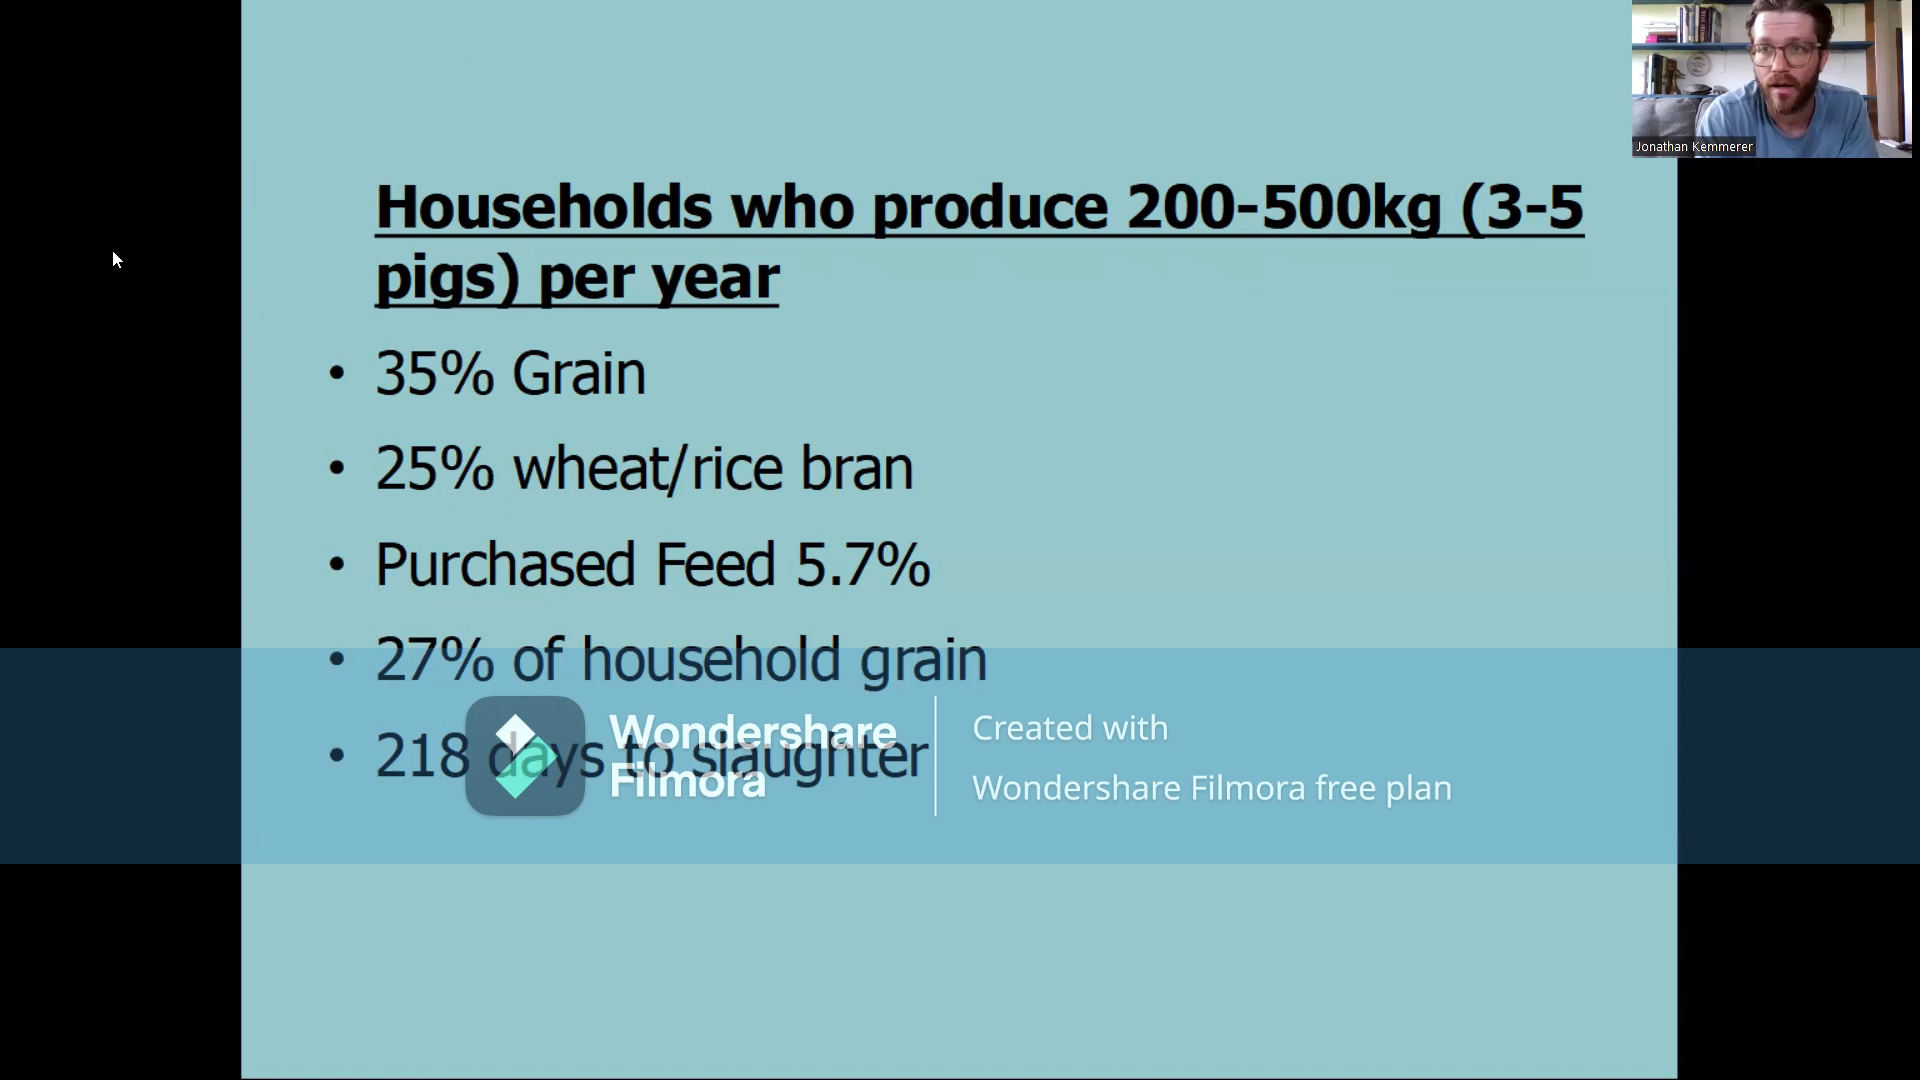 Jonathan Kemmerer
Households who produce 200-500kg (3-5
pigs) per year
• 35% Grain
• 25% wheat/rice bran
• Purchased Feed 5.7%
• 27% of household grain
• 218 days to slaughter
Wondershare
Filmora
Created with
Wondershare Filmora free plan